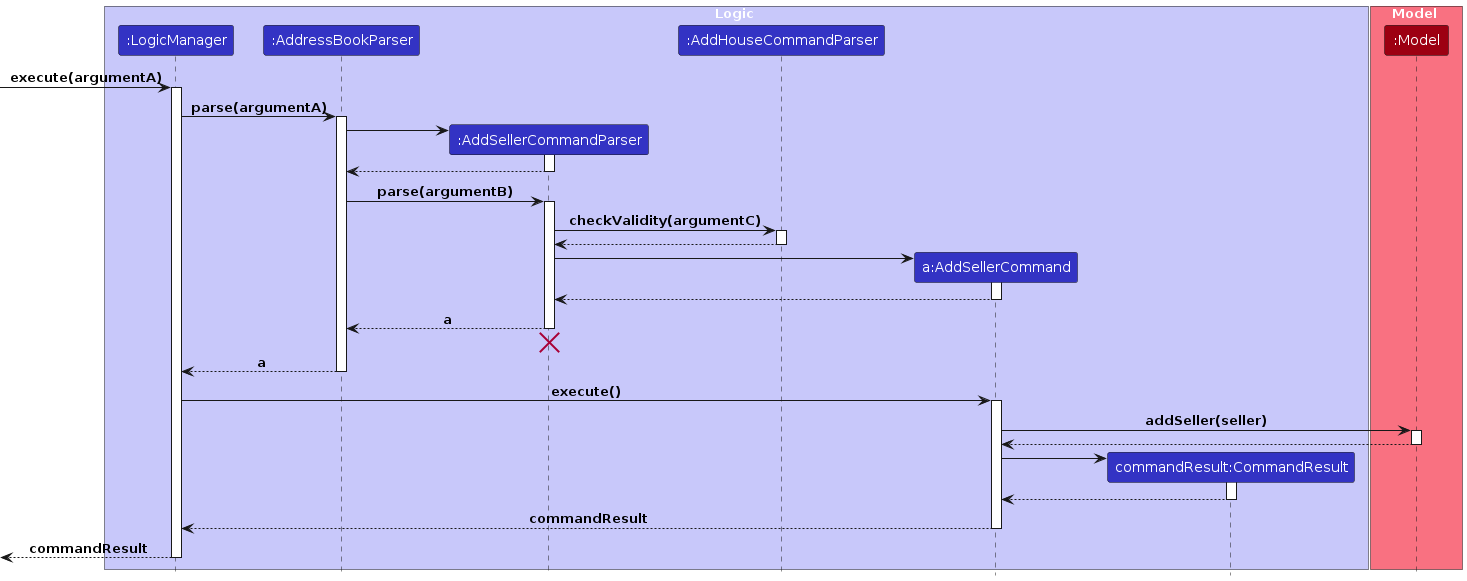 Logic
Model
:LogicManager
:AddressBookParser
:AddHouseCommandParser
:Model
execute(argumentA)
parse(argumentA)
:AddSellerCommandParser
parse(argumentB)
checkValidity(argumentC)
a:AddSellerCommand
a
a
execute()
addSeller(seller)
commandResult:CommandResult
commandResult
commandResult